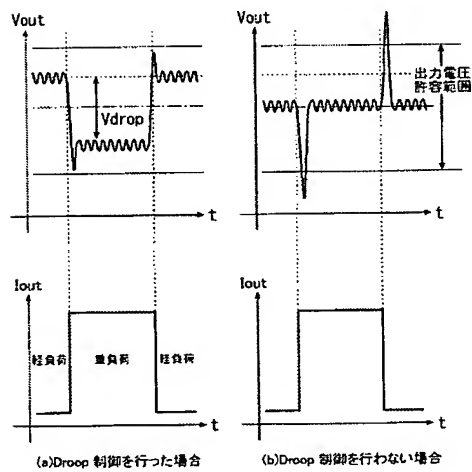 Vout
Vdrop
t
Iout
軽負荷
重負荷
軽負荷
t
(a)Droop 制御を行った場合
Vout
出力電圧
許容範囲
t
Iout
t
(b)Droop 制御を行わない場合